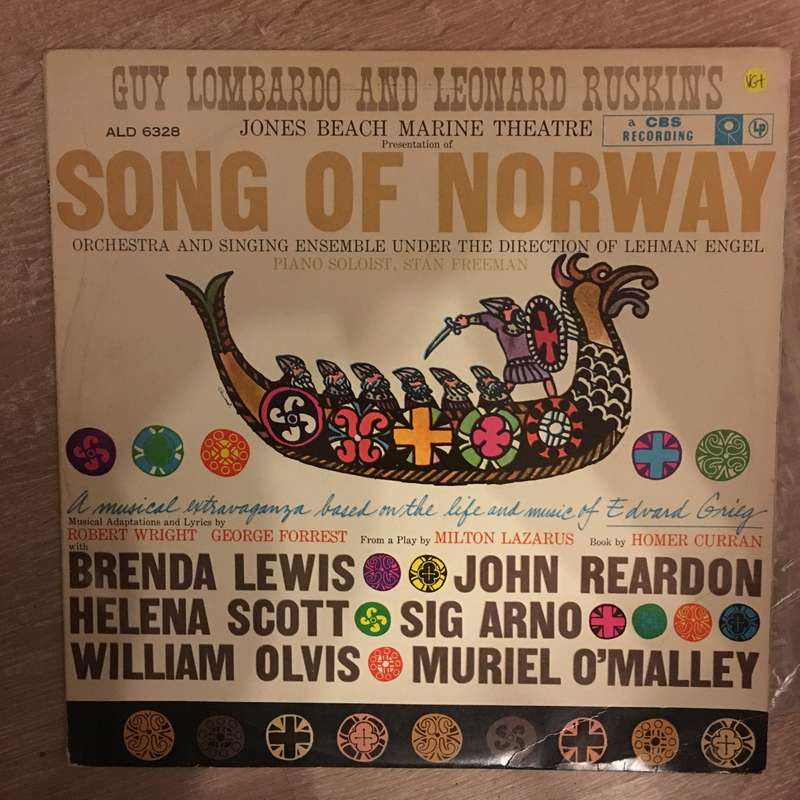 GUY LOMBARDO AND LEONARD RUSKIN'S
VG+
ALD 6328
JONES BEACH MARINE THEATRE
a CBS
RECORDING
Lp
Presentation of
SONG OF NORWAY
ORCHESTRA AND SINGING ENSEMBLE UNDER THE DIRECTION OF LEHMAN ENGEL
PIANO SOLOIST, STAN FREEMAN
A musical extravaganza based on the life and music of Edvard Grieg
Musical Adaptations and Lyrics by
ROBERT WRIGHT GEORGE FORREST From a Play by MILTON LAZARUS Book by HOMER CURRAN
with
BRENDA LEWIS JOHN REARDON
HELENA SCOTT SIG ARNO
WILLIAM OLVIS MURIEL O'MALLEY